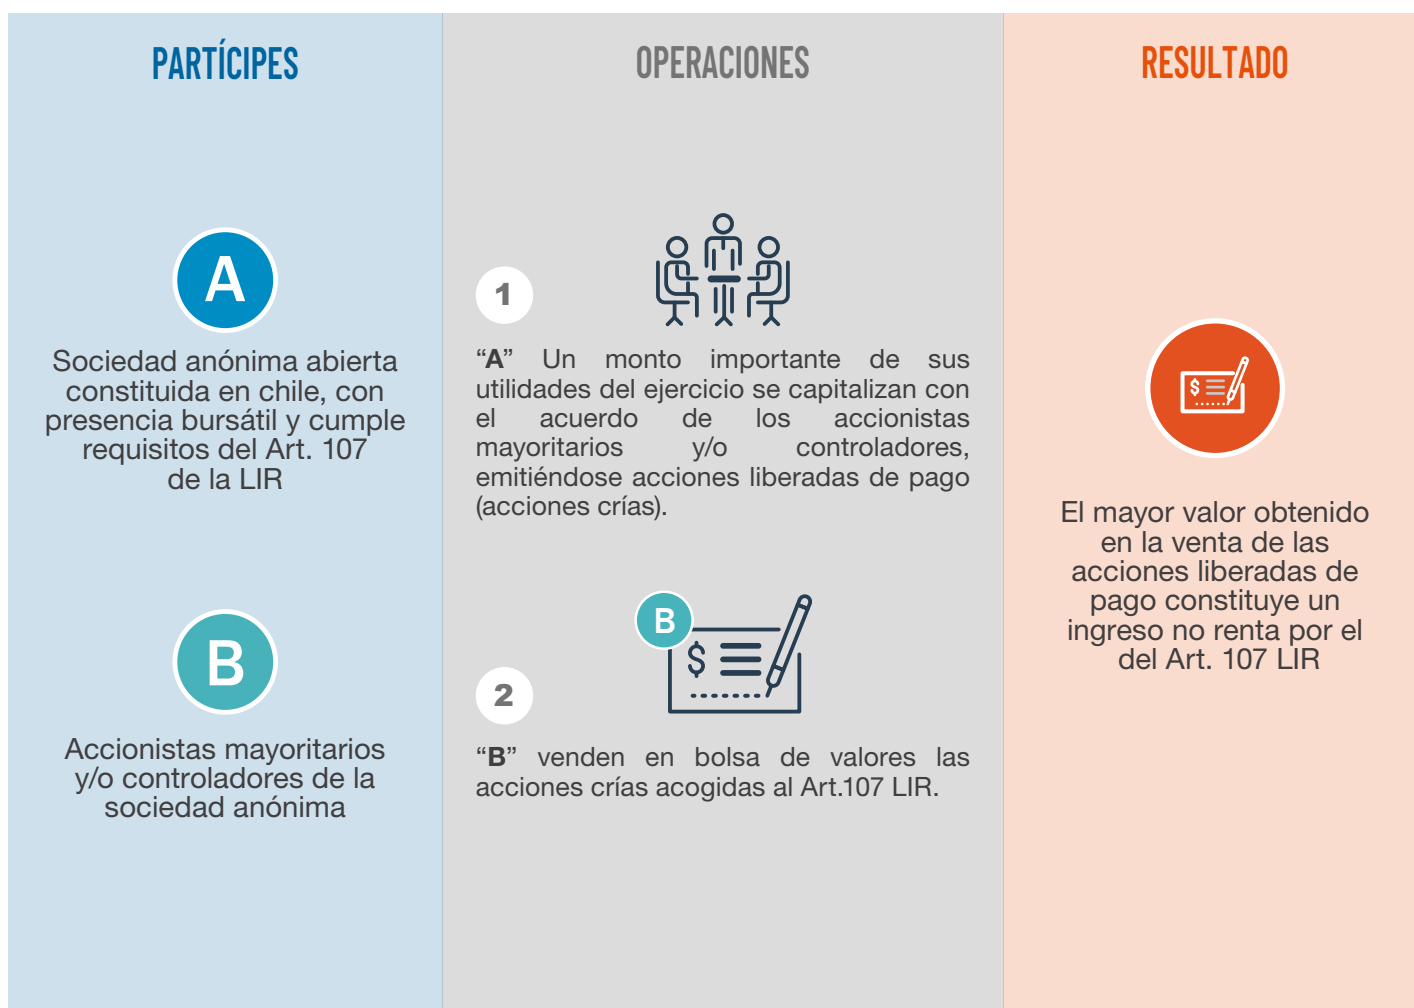 PARTÍCIPES
A
Sociedad anónima abierta
constituida en chile, con
presencia bursátil y cumple
requisitos del Art. 107
de la LIR
B
Accionistas mayoritarios
y/o controladores de la
sociedad anónima
OPERACIONES
1
“A” Un monto importante de sus
utilidades del ejercicio se capitalizan con
el acuerdo de los accionistas
mayoritarios y/o controladores,
emitiéndose acciones liberadas de pago
(acciones crías).
B
$
2
“B” venden en bolsa de valores las
acciones crías acogidas al Art.107 LIR.
RESULTADO
$
El mayor valor obtenido
en la venta de las
acciones liberadas de
pago constituye un
ingreso no renta por el
del Art. 107 LIR